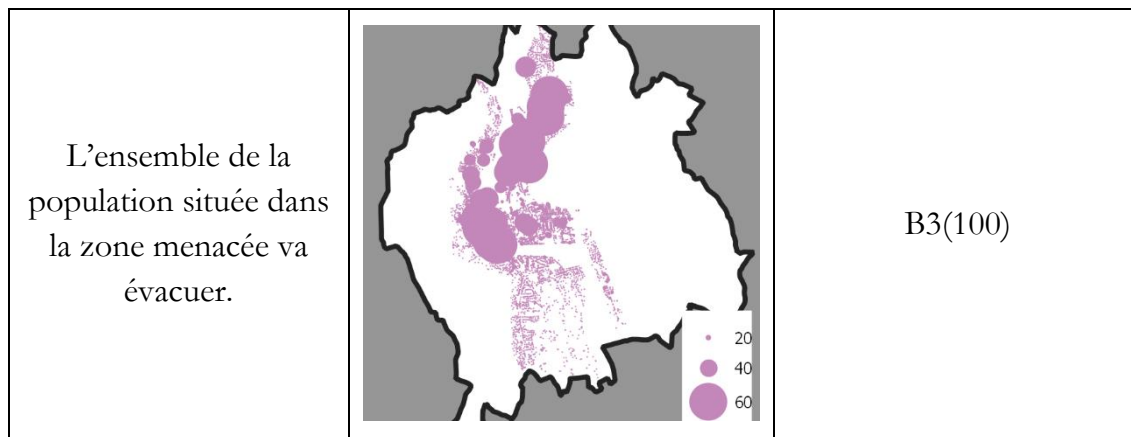 L’ensemble de la
population située dans
la zone menacée va
évacuer.
20
40
60
B3(100)